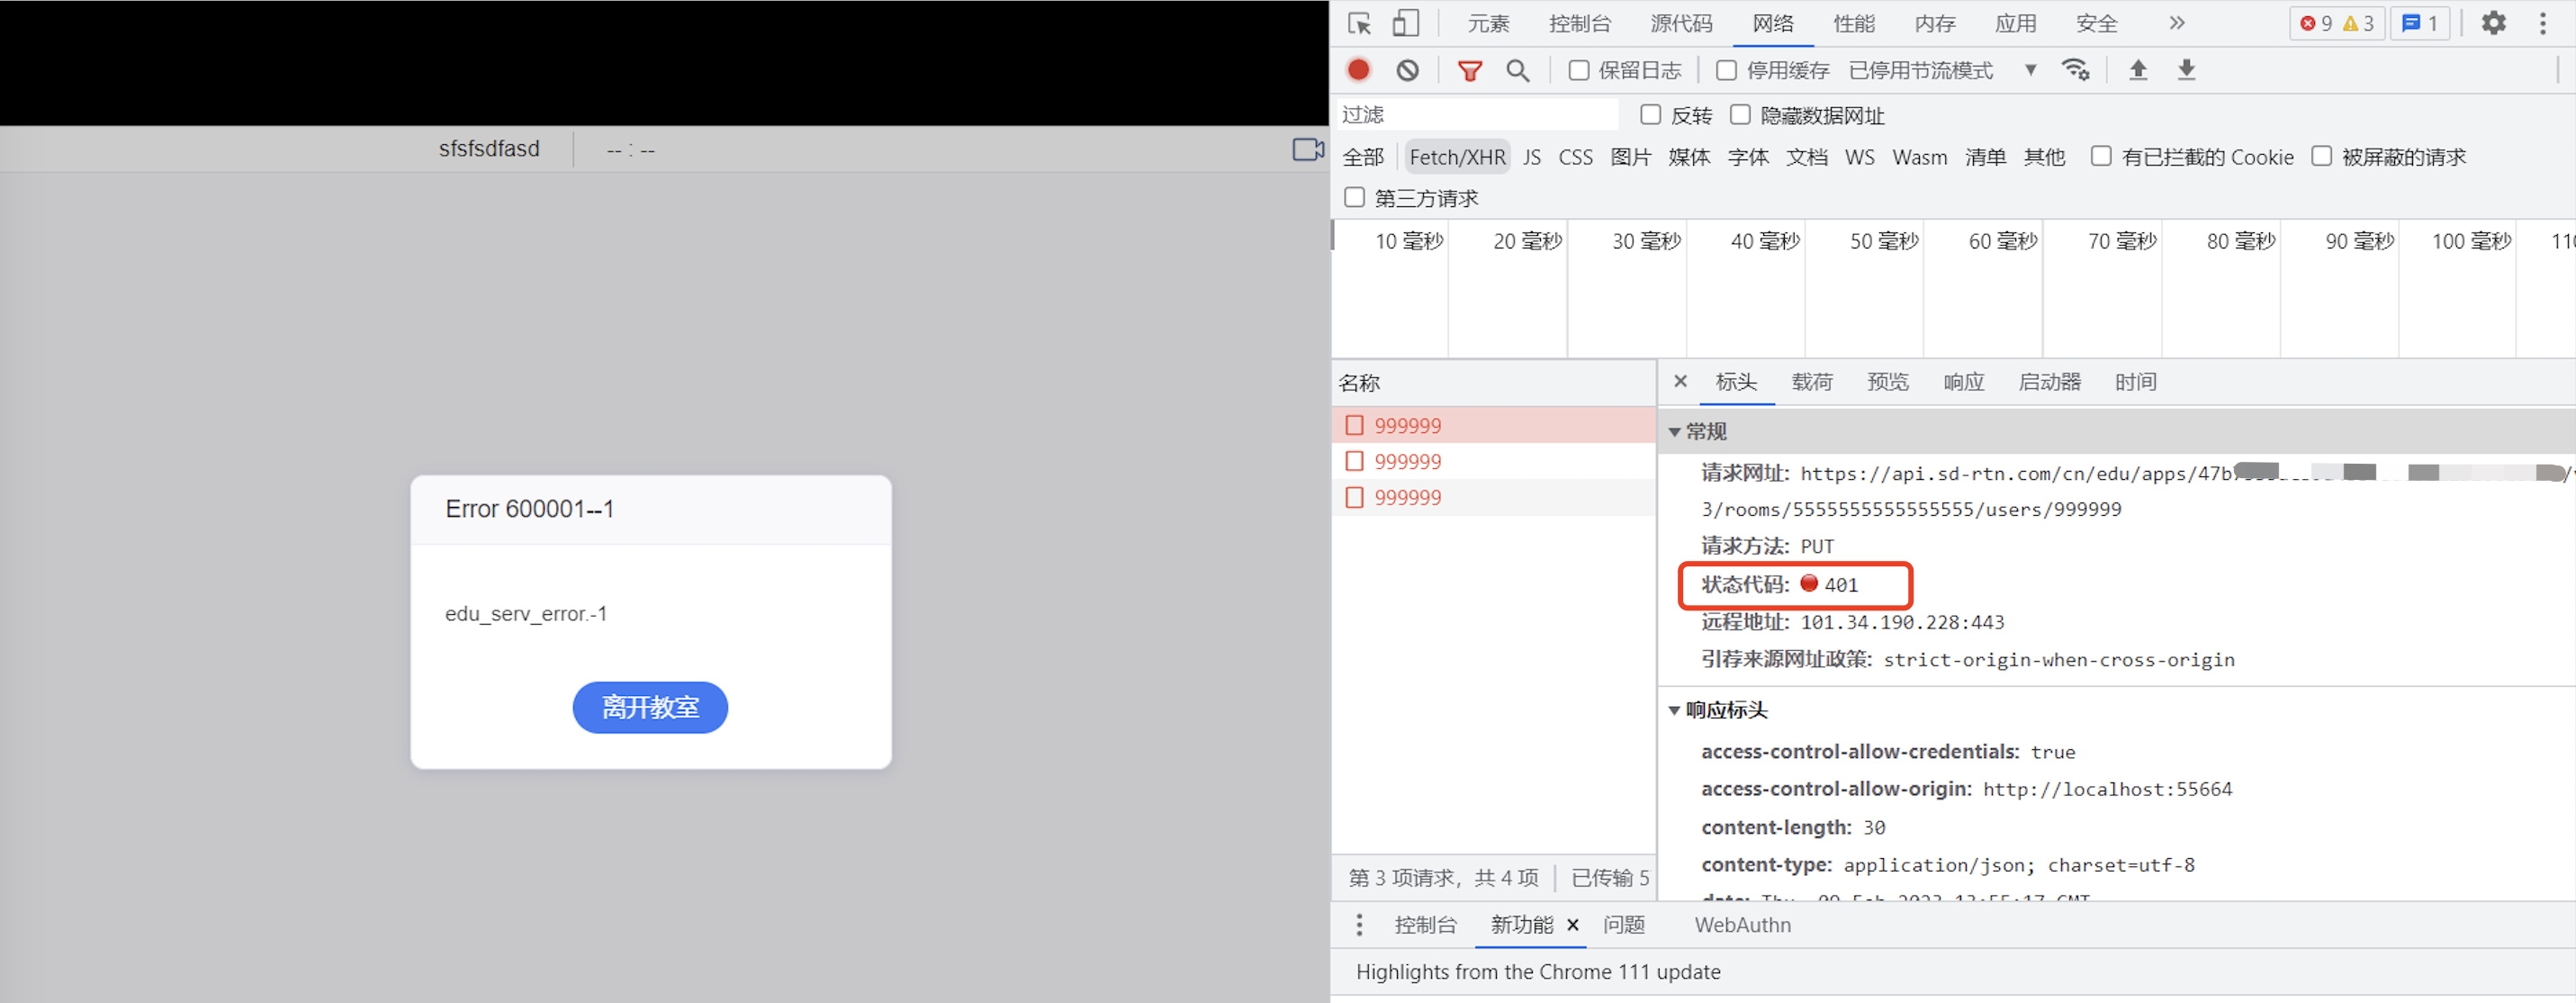 sfsfsdfasd
-- : --
Error 600001--1
edu_serv_error.-1
离开教室
元素 控制台 源代码 网络 性能 内存 应用 安全 » 9 3 1
保留日志 停用缓存 已停用节流模式
过滤 反转 隐藏数据网址
全部 Fetch/XHR JS CSS 图片 媒体 字体 文档 WS Wasm 清单 其他 有已拦截的 Cookie 被屏蔽的请求
第三方请求
10 毫秒 20 毫秒 30 毫秒 40 毫秒 50 毫秒 60 毫秒 70 毫秒 80 毫秒 90 毫秒 100 毫秒
名称
999999
999999
999999
第 3 项请求，共 4 项 已传输 5
× 标头 载荷 预览 响应 启动器 时间
常规
请求网址: https://api.sd-rtn.com/cn/edu/apps/47b
3/rooms/5555555555555555/users/999999
请求方法: PUT
状态代码: 401
远程地址: 101.34.190.228:443
引荐来源网址政策: strict-origin-when-cross-origin
响应标头
access-control-allow-credentials: true
access-control-allow-origin: http://localhost:55664
content-length: 30
content-type: application/json; charset=utf-8
date: Thu, 09 Feb 2023 13:55:17 GMT
控制台 新功能 × 问题 WebAuthn
Highlights from the Chrome 111 update